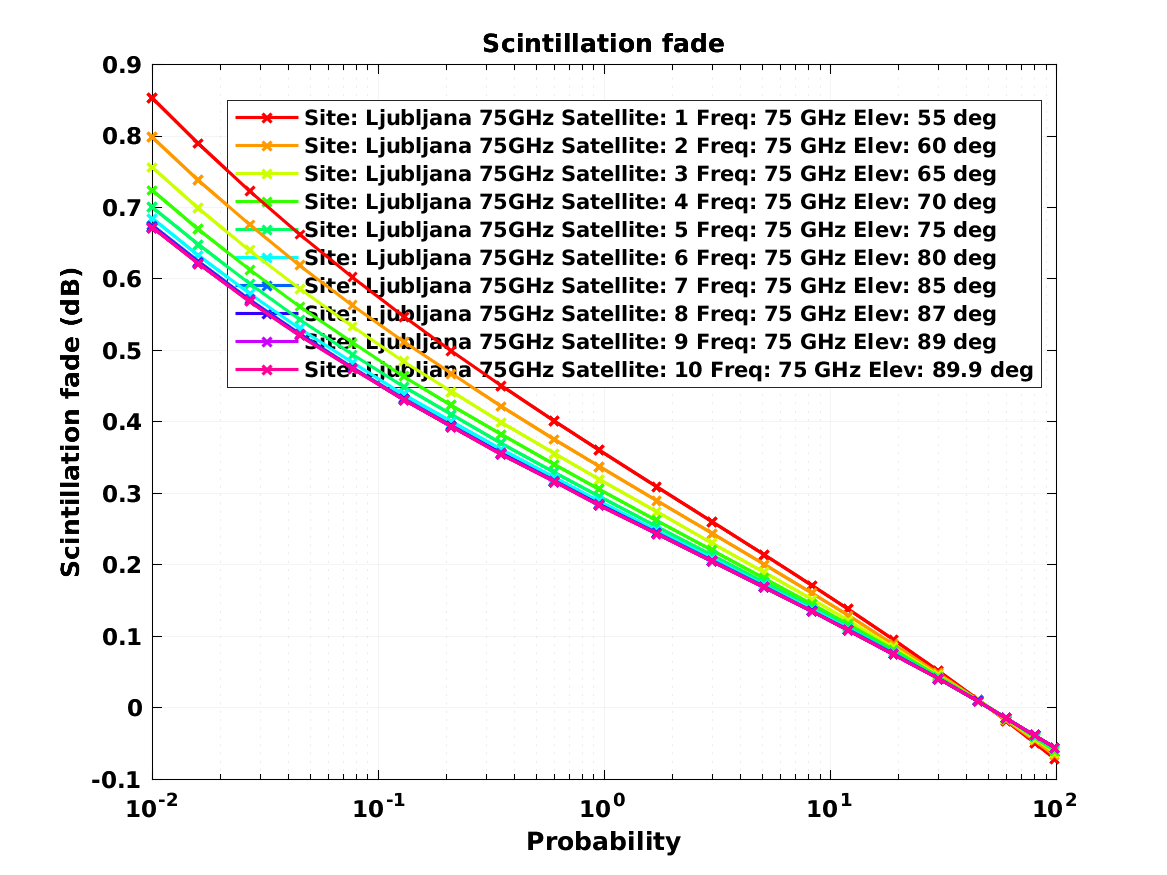 Scintillation fade
0.9
0.8
0.7
0.6
0.5
0.4
0.3
0.2
0.1
0
-0.1
Scintillation fade (dB)
Site: Ljubljana 75GHz Satellite: 1 Freq: 75 GHz Elev: 55 deg
Site: Ljubljana 75GHz Satellite: 2 Freq: 75 GHz Elev: 60 deg
Site: Ljubljana 75GHz Satellite: 3 Freq: 75 GHz Elev: 65 deg
Site: Ljubljana 75GHz Satellite: 4 Freq: 75 GHz Elev: 70 deg
Site: Ljubljana 75GHz Satellite: 5 Freq: 75 GHz Elev: 75 deg
Site: Ljubljana 75GHz Satellite: 6 Freq: 75 GHz Elev: 80 deg
Site: Ljubljana 75GHz Satellite: 7 Freq: 75 GHz Elev: 85 deg
Site: Ljubljana 75GHz Satellite: 8 Freq: 75 GHz Elev: 87 deg
Site: Ljubljana 75GHz Satellite: 9 Freq: 75 GHz Elev: 89 deg
Site: Ljubljana 75GHz Satellite: 10 Freq: 75 GHz Elev: 89.9 deg
10^-2 10^-1 10^0 10^1 10^2
Probability